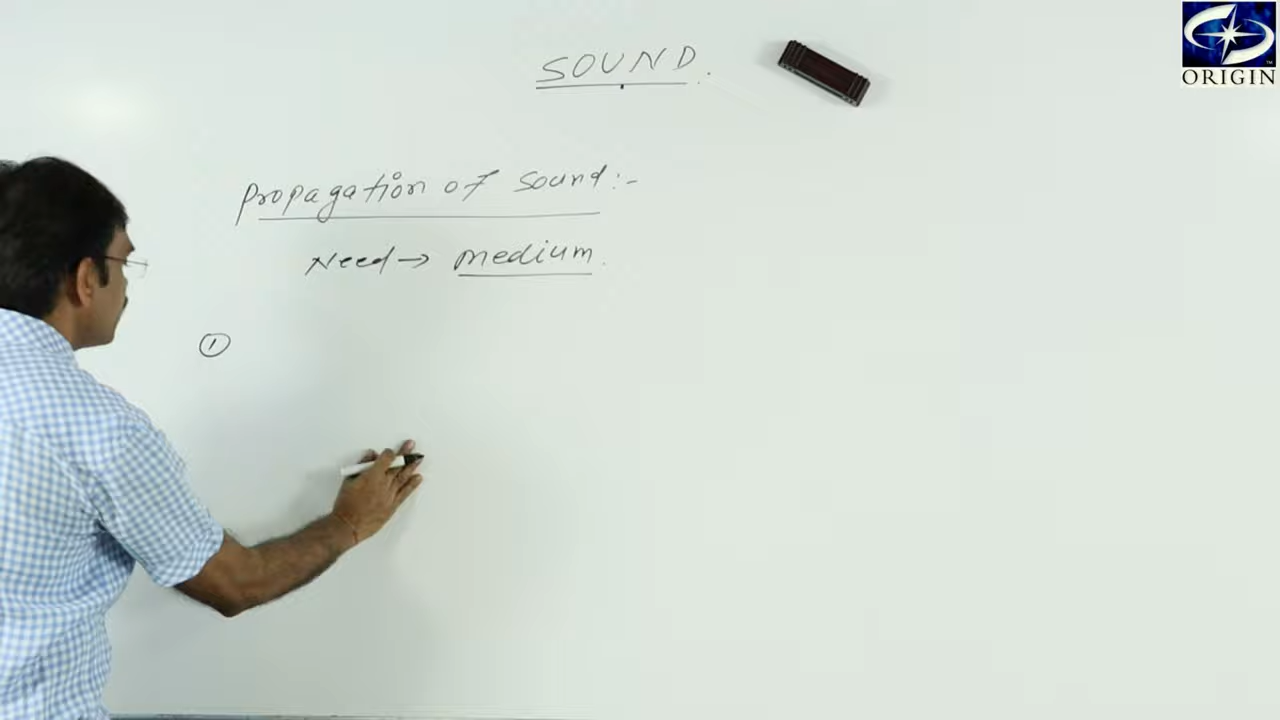 SOUND.
Propagation of sound:-
Need → medium.
①
ORIGIN